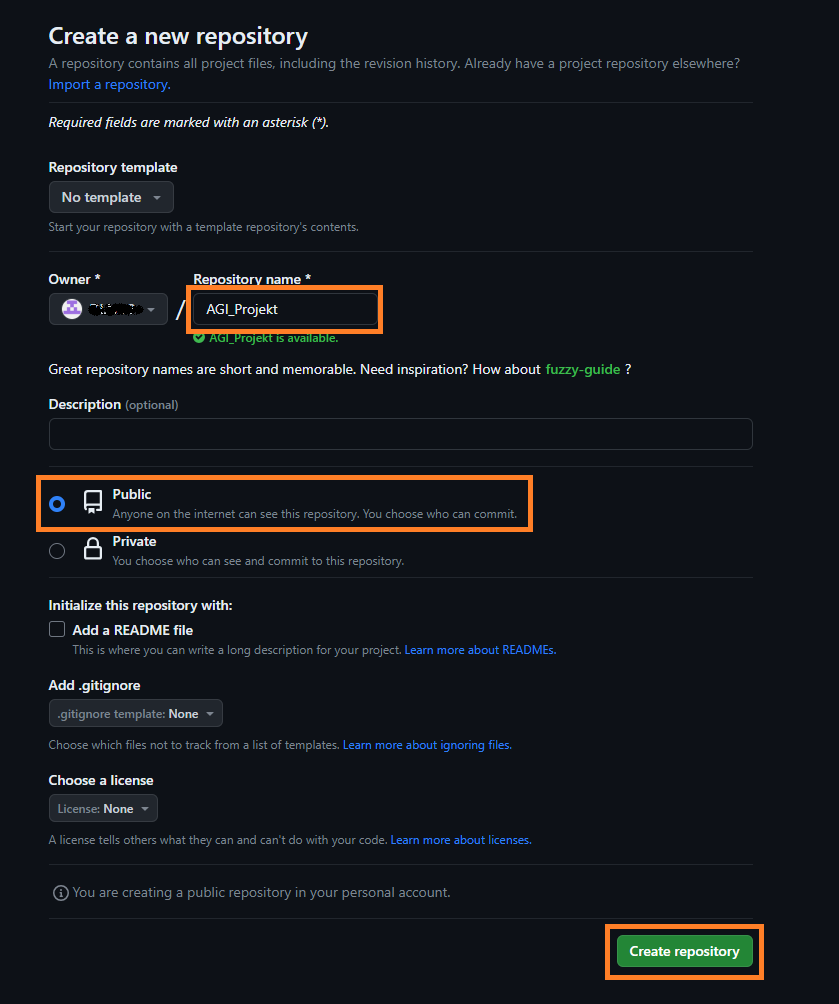 Create a new repository
A repository contains all project files, including the revision history. Already have a project repository elsewhere?
Import a repository.
Required fields are marked with an asterisk (*).
Repository template
No template
Start your repository with a template repository's contents.
Owner * Repository name *
/ AGI_Projekt
AGI_Projekt is available.
Great repository names are short and memorable. Need inspiration? How about fuzzy-guide ?
Description (optional)
Public
Anyone on the internet can see this repository. You choose who can commit.
Private
You choose who can see and commit to this repository.
Initialize this repository with:
Add a README file
This is where you can write a long description for your project. Learn more about READMEs.
Add .gitignore
.gitignore template: None
Choose which files not to track from a list of templates. Learn more about ignoring files.
Choose a license
License: None
A license tells others what they can and can't do with your code. Learn more about licenses.
You are creating a public repository in your personal account.
Create repository